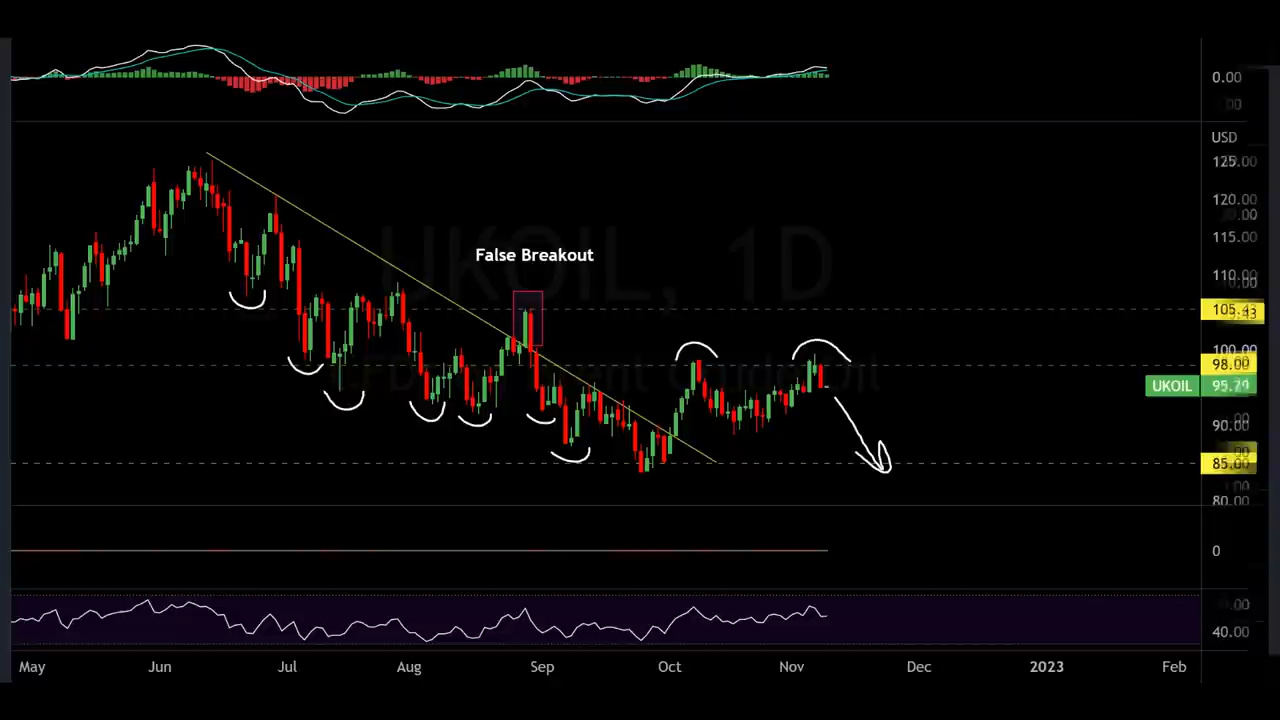 0.00
USD
125.00
120.00
115.00
UKOIL, 1D
False Breakout
110.00
105.43
100.00
98.00
UKOIL 95.79
90.00
85.00
80.00
0
40.00
May Jun Jul Aug Sep Oct Nov Dec 2023 Feb